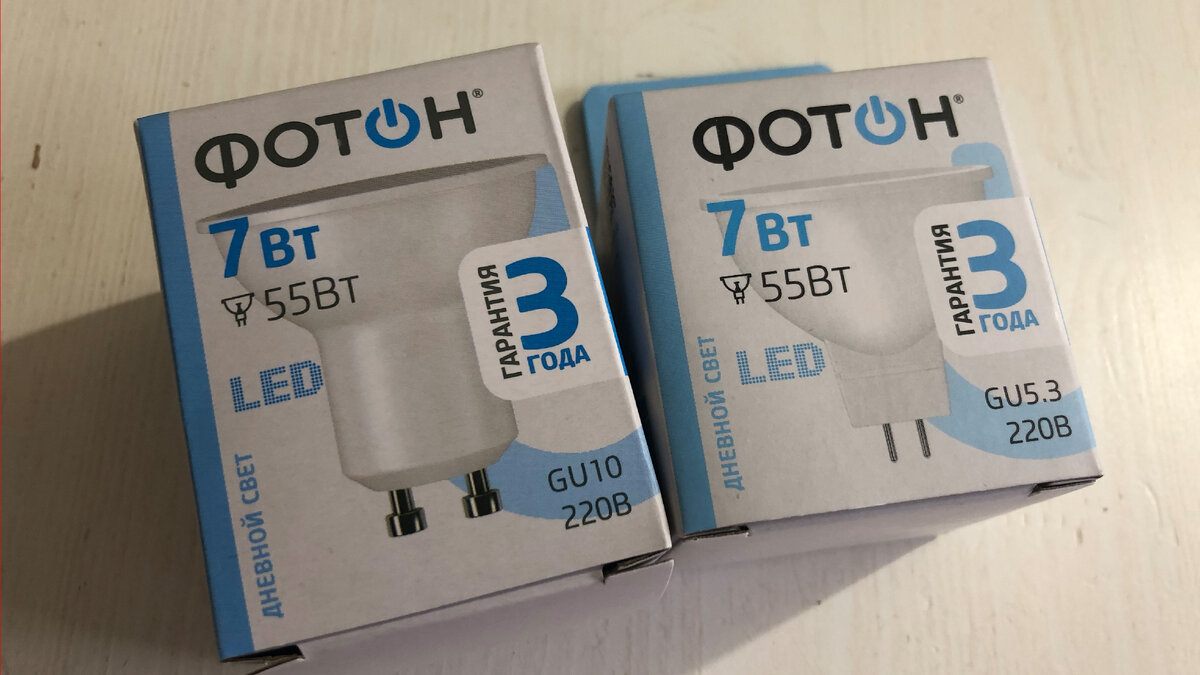 ФОТОН®
7 Вт
55Вт
ГАРАНТИЯ
3
ГОДА
LED
ДНЕВНОЙ СВЕТ
GU10
220В
ФОТОН®
7 Вт
55Вт
ГАРАНТИЯ
3
ГОДА
LED
ДНЕВНОЙ СВЕТ
GU5.3
220В